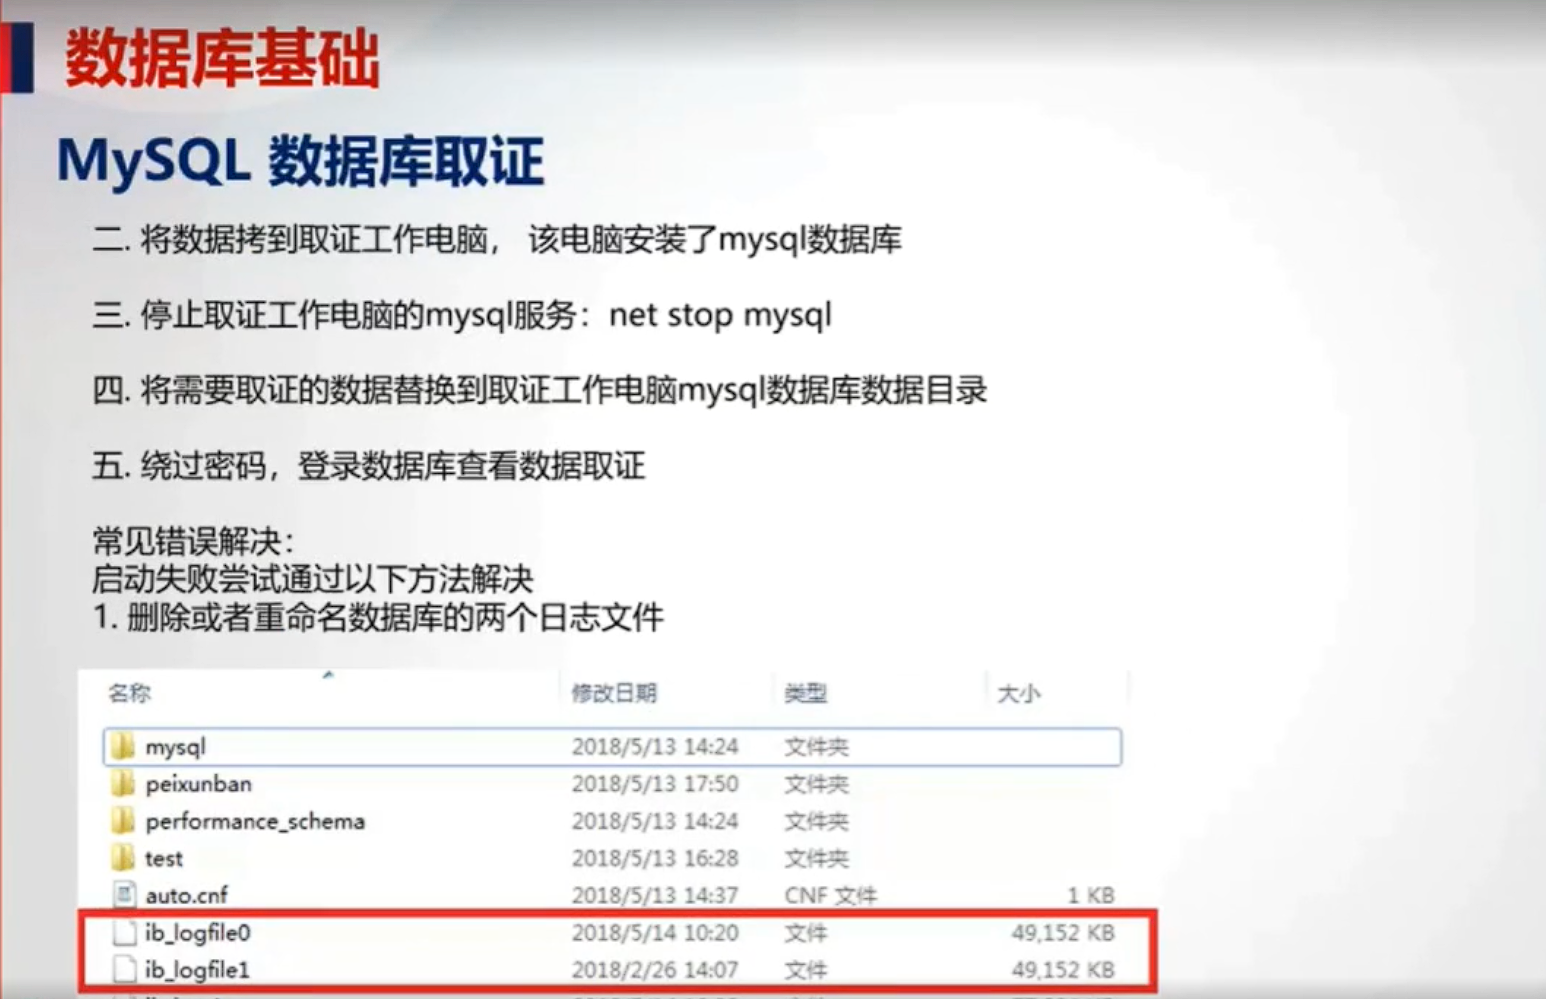 数据库基础
MySQL 数据库取证
二. 将数据拷到取证工作电脑， 该电脑安装了mysql数据库
三. 停止取证工作电脑的mysql服务：net stop mysql
四. 将需要取证的数据替换到取证工作电脑mysql数据库数据目录
五. 绕过密码，登录数据库查看数据取证
常见错误解决：
启动失败尝试通过以下方法解决
1. 删除或者重命名数据库的两个日志文件
名称 修改日期 类型 大小
mysql 2018/5/13 14:24 文件夹
peixunban 2018/5/13 17:50 文件夹
performance_schema 2018/5/13 14:24 文件夹
test 2018/5/13 16:28 文件夹
auto.cnf 2018/5/13 14:37 CNF 文件 1 KB
ib_logfile0 2018/5/14 10:20 文件 49,152 KB
ib_logfile1 2018/2/26 14:07 文件 49,152 KB